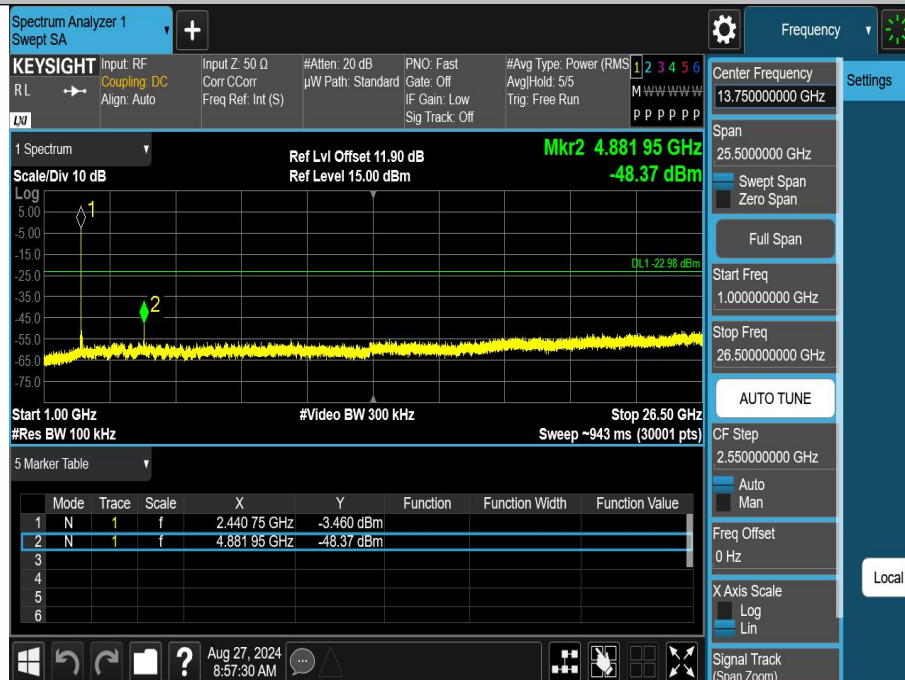 Spectrum Analyzer 1
Swept SA
+
Frequency
KEYSIGHT
RL
LXI
Input: RF
Coupling: DC
Align: Auto
Input Z: 50 Ω
Corr CCorr
Freq Ref: Int (S)
#Atten: 20 dB
µW Path: Standard
PNO: Fast
Gate: Off
IF Gain: Low
Sig Track: Off
#Avg Type: Power (RMS
Avg|Hold: 5/5
Trig: Free Run
1 2 3 4 5 6
M W W W W W
P P P P P P
1 Spectrum
Scale/Div 10 dB
Ref Lvl Offset 11.90 dB
Ref Level 15.00 dBm
Mkr2 4.881 95 GHz
-48.37 dBm
Log
5.00
-5.00
-15.0
-25.0
-35.0
-45.0
-55.0
-65.0
-75.0
1
2
DL1 -22.98 dBm
Start 1.00 GHz
#Video BW 300 kHz
Stop 26.50 GHz
#Res BW 100 kHz
Sweep ~943 ms (30001 pts)
5 Marker Table
Mode Trace Scale X Y Function Function Width Function Value
1 N 1 f 2.440 75 GHz -3.460 dBm
2 N 1 f 4.881 95 GHz -48.37 dBm
3
4
5
6
?
Aug 27, 2024
8:57:30 AM
Center Frequency
13.750000000 GHz
Settings
Span
25.5000000 GHz
Swept Span
Zero Span
Full Span
Start Freq
1.000000000 GHz
Stop Freq
26.500000000 GHz
AUTO TUNE
CF Step
2.550000000 GHz
Auto
Man
Freq Offset
0 Hz
Local
X Axis Scale
Log
Lin
Signal Track
(Span Zoom)